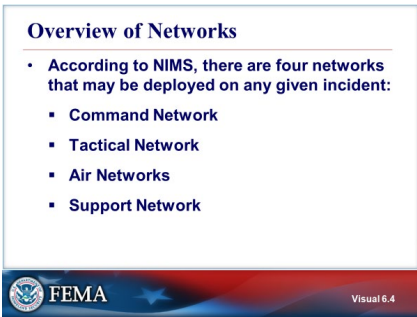 Overview of Networks
• According to NIMS, there are four networks
that may be deployed on any given incident:
▪ Command Network
▪ Tactical Network
▪ Air Networks
▪ Support Network
FEMA
Visual 6.4